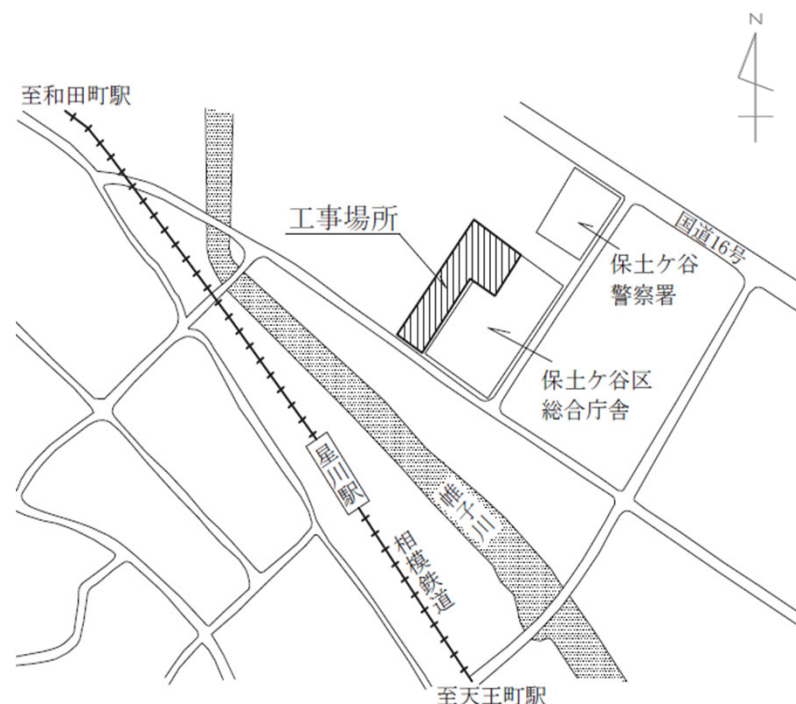 N
至和田町駅
工事場所
国道16号
保土ケ谷
警察署
保土ケ谷区
総合庁舎
星川駅
帷子川
相模鉄道
至天王町駅